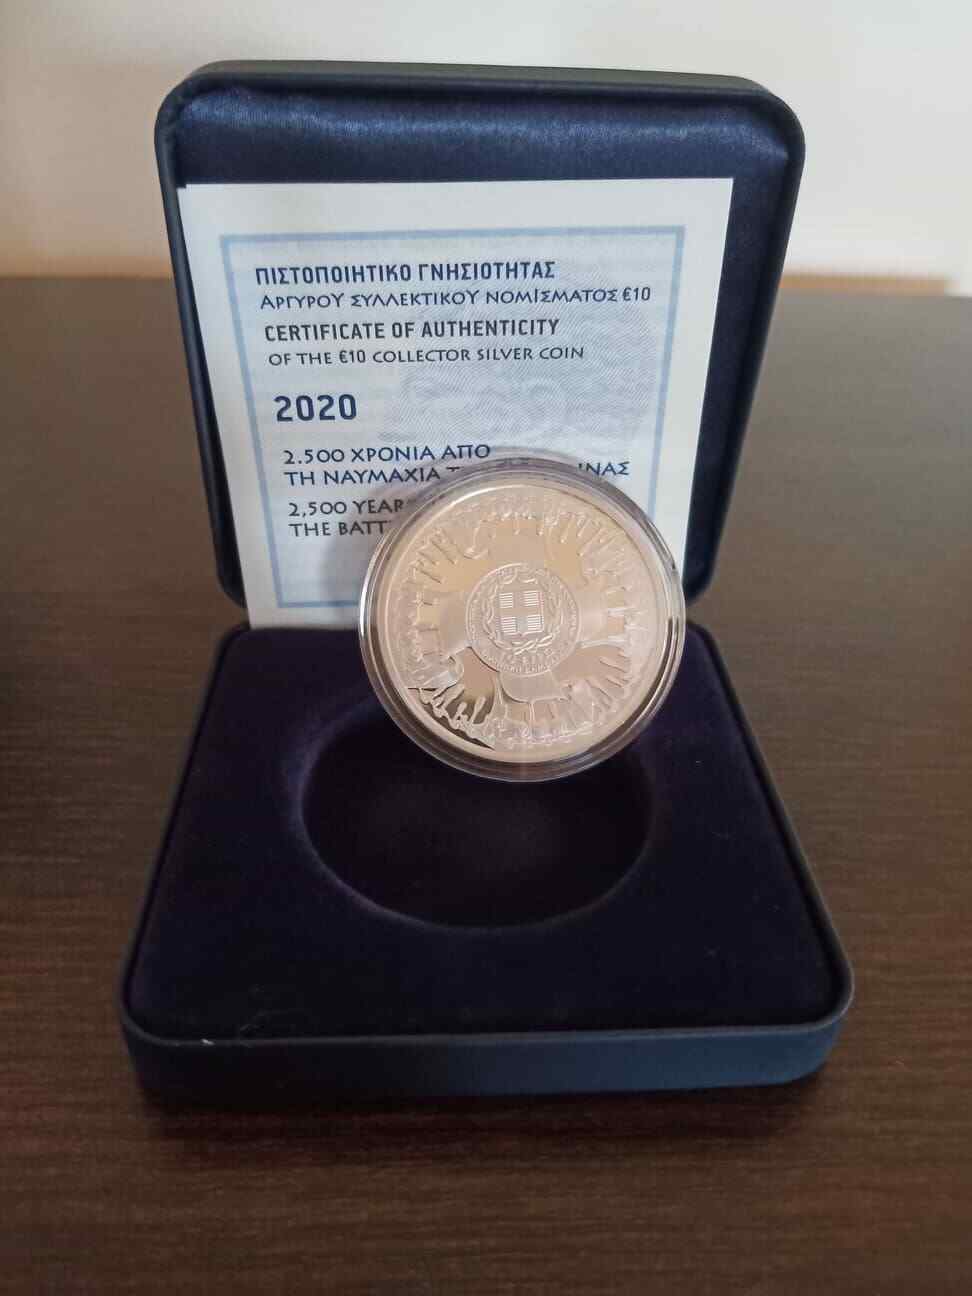 ΠΙΣΤΟΠΟΙΗΤΙΚΟ ΓΝΗΣΙΟΤΗΤΑΣ
ΑΡΓΥΡΟΥ ΣΥΛΛΕΚΤΙΚΟΥ ΝΟΜΙΣΜΑΤΟΣ €10
CERTIFICATE OF AUTHENTICITY
OF THE €10 COLLECTOR SILVER COIN
2020
2.500 ΧΡΟΝΙΑ ΑΠΟ
ΤΗ ΝΑΥΜΑΧΙΑ
2,500
THE